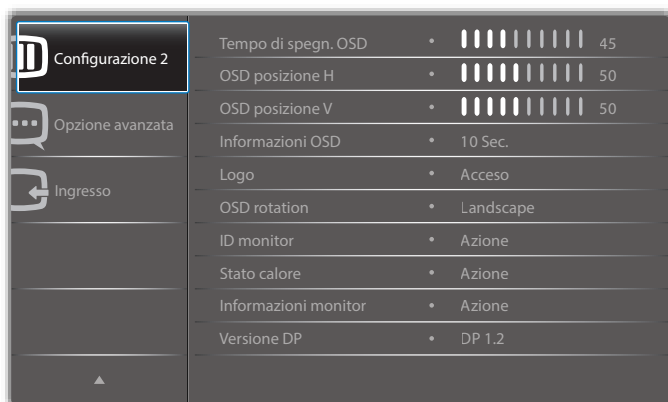 Configurazione 2
Opzione avanzata
Ingresso
Tempo di spegn. OSD • 45
OSD posizione H • 50
OSD posizione V • 50
Informazioni OSD • 10 Sec.
Logo • Acceso
OSD rotation • Landscape
ID monitor • Azione
Stato calore • Azione
Informazioni monitor • Azione
Versione DP • DP 1.2